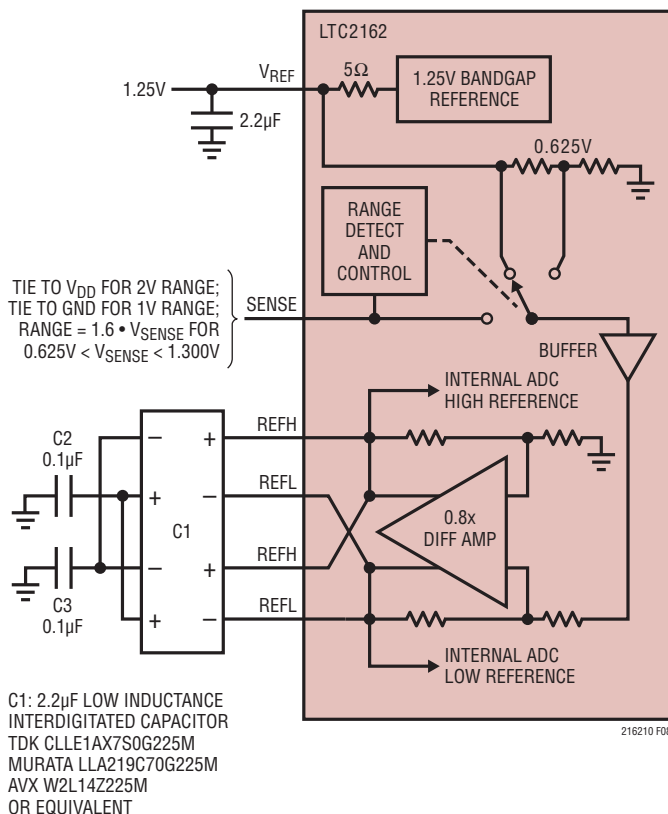 LTC2162
1.25V
VREF
5Ω
1.25V BANDGAP
REFERENCE
2.2µF
0.625V
RANGE
DETECT
AND
CONTROL
TIE TO VDD FOR 2V RANGE;
TIE TO GND FOR 1V RANGE;
RANGE = 1.6 • VSENSE FOR
0.625V < VSENSE < 1.300V
SENSE
BUFFER
INTERNAL ADC
HIGH REFERENCE
C2
0.1µF
C3
0.1µF
C1
– +
+ –
– +
+ –
REFH
REFL
REFH
REFL
0.8x
DIFF AMP
INTERNAL ADC
LOW REFERENCE
216210 F08
C1: 2.2µF LOW INDUCTANCE
INTERDIGITATED CAPACITOR
TDK CLLE1AX7S0G225M
MURATA LLA219C70G225M
AVX W2L14Z225M
OR EQUIVALENT